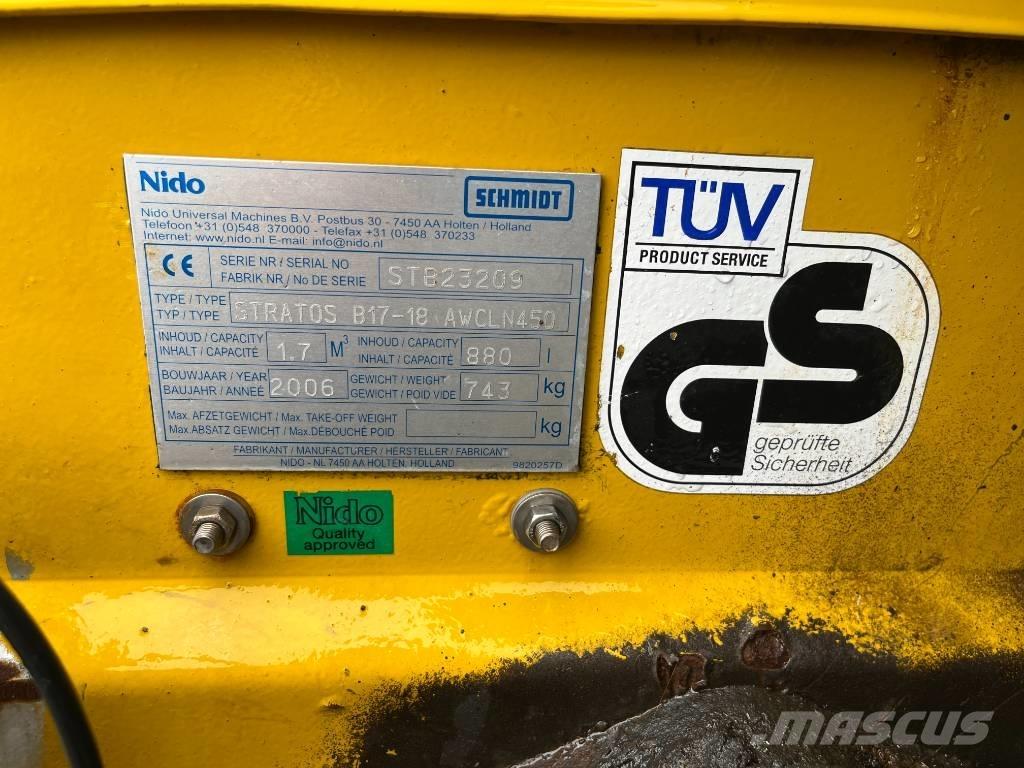 Nido
SCHMIDT
Nido Universal Machines B.V. Postbus 30 - 7450 AA Holten / Holland
Telefoon +31 (0)548 370000 - Telefax +31 (0)548 370233
Internet: www.nido.nl E-mail: info@nido.nl
CE
SERIE NR / SERIAL NO
FABRIK NR / No DE SERIE
STB23209
TYPE / TYPE
TYP / TYPE
STRATOS B17-18 AWCLN450
INHOUD / CAPACITY
INHALT / CAPACITÉ
1.7 M3
INHOUD / CAPACITY
INHALT / CAPACITÉ
880 l
BOUWJAAR / YEAR
BAUJAHR / ANNÉE
2006
GEWICHT / WEIGHT
GEWICHT / POID VIDE
743 kg
Max. AFZETGEWICHT / Max. TAKE-OFF WEIGHT
Max. ABSATZ GEWICHT / Max. DÉBOUCHÉ POID
kg
FABRIKANT / MANUFACTURER / HERSTELLER / FABRICANT
NIDO - NL 7450 AA HOLTEN, HOLLAND
9820257D
TÜV
PRODUCT SERVICE
GS
geprüfte
Sicherheit
Nido
Quality
approved
MASCUS